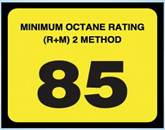 MINIMUM OCTANE RATING
(R+M) 2 METHOD
85